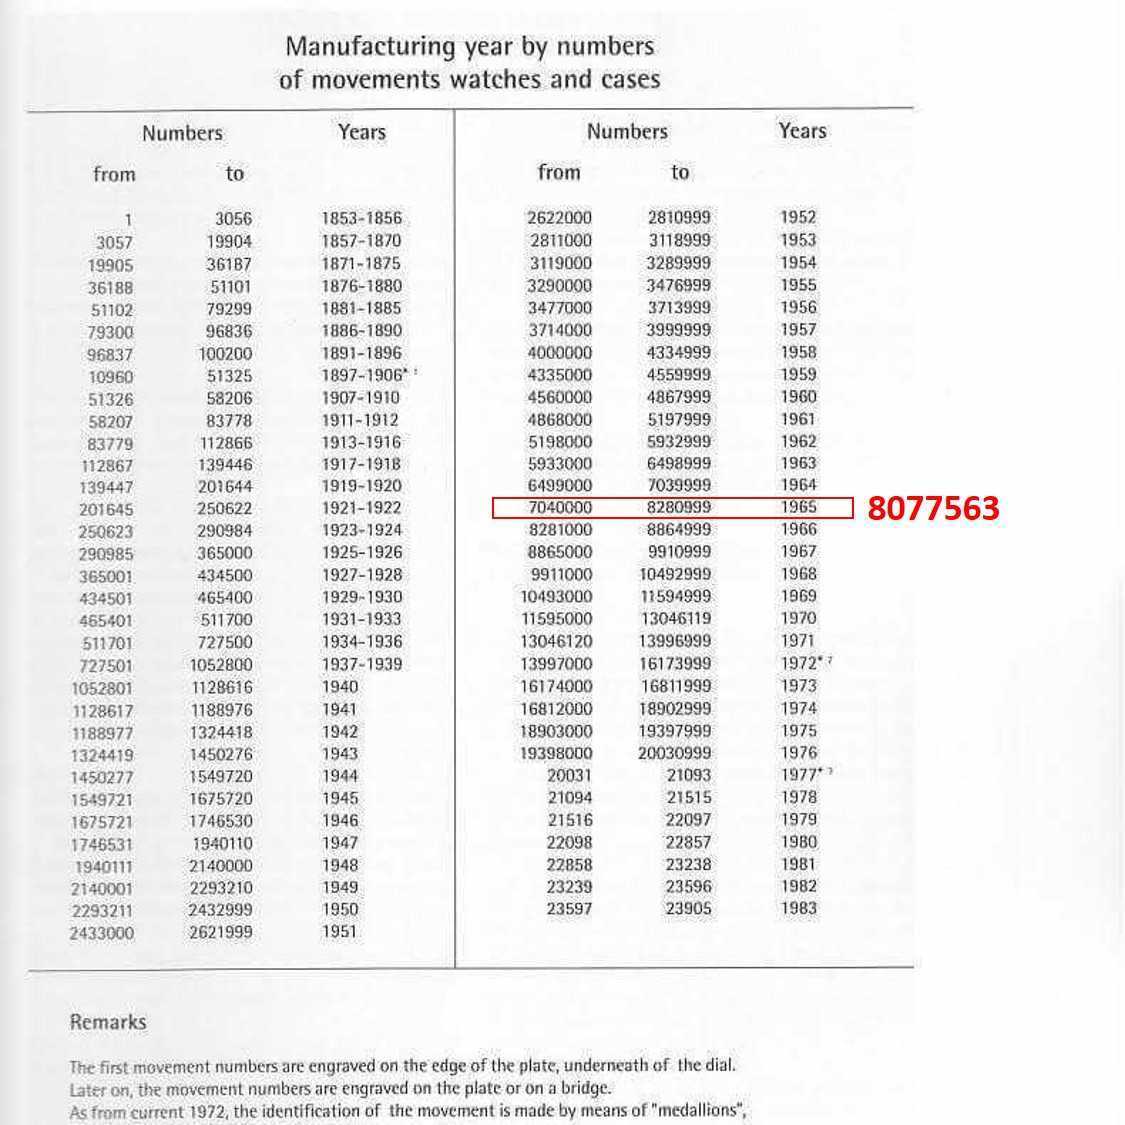 Manufacturing year by numbers
of movements watches and cases
Numbers Years Numbers Years
from to from to
1 3056 1853-1856 2622000 2810999 1952
3057 19904 1857-1870 2811000 3118999 1953
19905 36187 1871-1875 3119000 3289999 1954
36188 51101 1876-1880 3290000 3476999 1955
51102 79299 1881-1885 3477000 3713999 1956
79300 96836 1886-1890 3714000 3999999 1957
96837 100200 1891-1896 4000000 4334999 1958
10960 51325 1897-1906* 4335000 4559999 1959
51326 58206 1907-1910 4560000 4867999 1960
58207 83778 1911-1912 4868000 5197999 1961
83779 112866 1913-1916 5198000 5932999 1962
112867 139446 1917-1918 5933000 6498999 1963
139447 201644 1919-1920 6499000 7039999 1964
201645 250622 1921-1922 7040000 8280999 1965 8077563
250623 290984 1923-1924 8281000 8864999 1966
290985 365000 1925-1926 8865000 9910999 1967
365001 434500 1927-1928 9911000 10492999 1968
434501 465400 1929-1930 10493000 11594999 1969
465401 511700 1931-1933 11595000 13046119 1970
511701 727500 1934-1936 13046120 13996999 1971
727501 1052800 1937-1939 13997000 16173999 1972*
1052801 1128616 1940 16174000 16811999 1973
1128617 1188976 1941 16812000 18902999 1974
1188977 1324418 1942 18903000 19397999 1975
1324419 1450276 1943 19398000 20030999 1976
1450277 1549720 1944 20031 21093 1977*
1549721 1675720 1945 21094 21515 1978
1675721 1746530 1946 21516 22097 1979
1746531 1940110 1947 22098 22857 1980
1940111 2140000 1948 22858 23238 1981
2140001 2293210 1949 23239 23596 1982
2293211 2432999 1950 23597 23905 1983
2433000 2621999 1951
Remarks
The first movement numbers are engraved on the edge of the plate, underneath of the dial.
Later on, the movement numbers are engraved on the plate or on a bridge.
As from current 1972, the identification of the movement is made by means of "medallions",